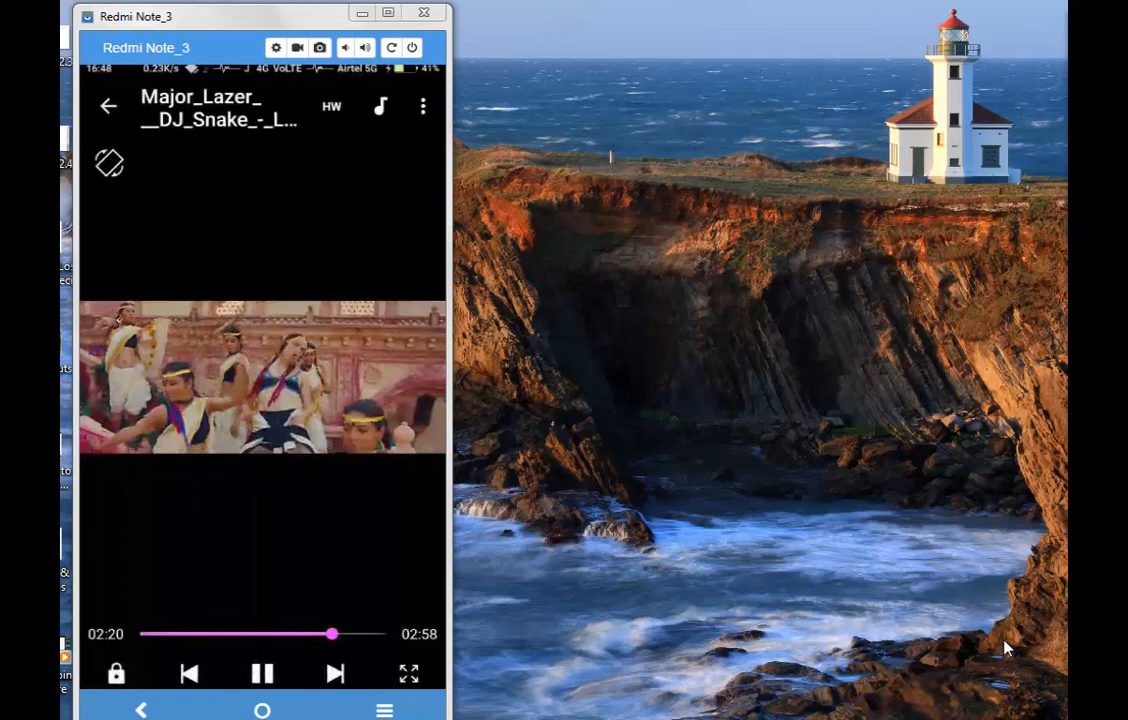 Redmi Note_3
Redmi Note_3
16:48 0.23K/s 4G VoLTE Airtel 5G 41%
Major_Lazer_
__DJ_Snake_-_L...
HW
02:20 02:58